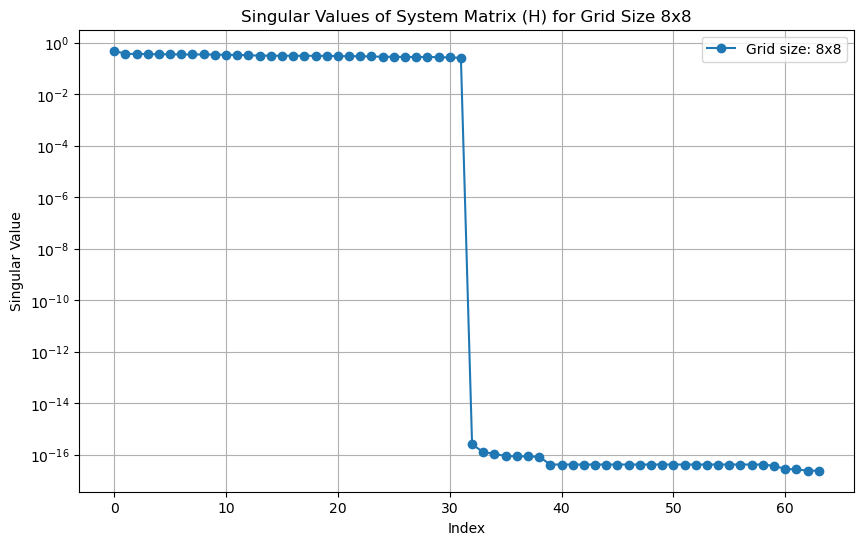 Singular Values of System Matrix (H) for Grid Size 8x8
Grid size: 8x8
10⁰
10⁻²
10⁻⁴
10⁻⁶
10⁻⁸
10⁻¹⁰
10⁻¹²
10⁻¹⁴
10⁻¹⁶
Singular Value
0 10 20 30 40 50 60
Index